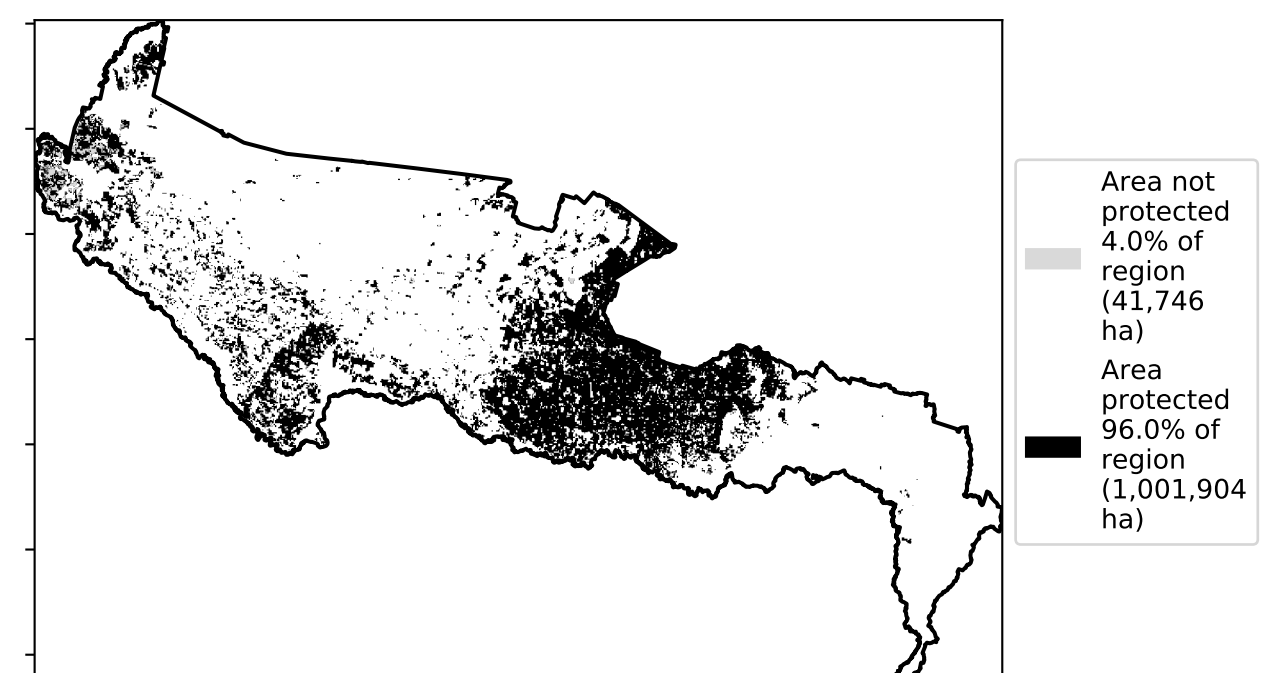 Area not
protected
4.0% of
region
(41,746
ha)
Area
protected
96.0% of
region
(1,001,904
ha)